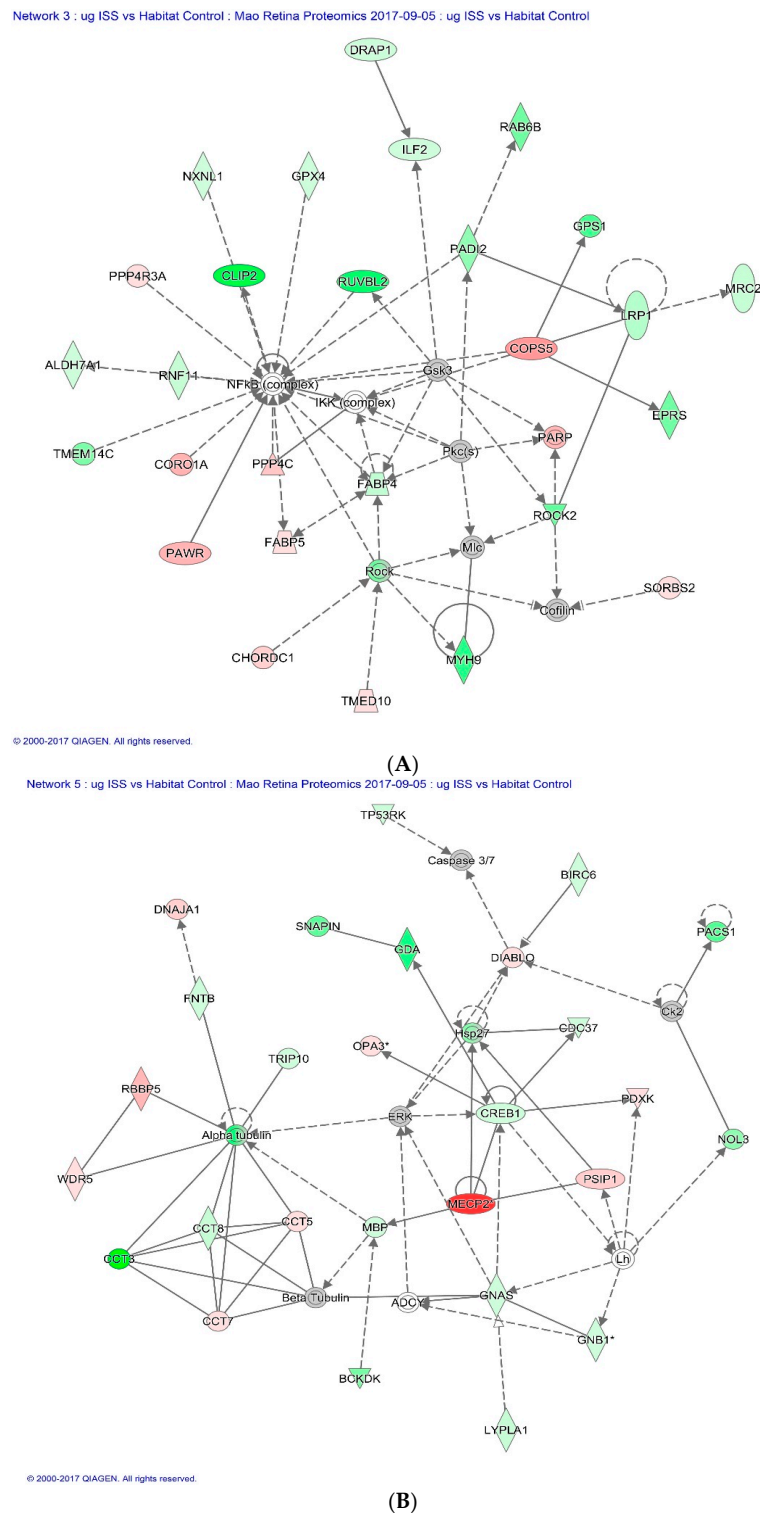 Network 3 : ug ISS vs Habitat Control : Mao Retina Proteomics 2017-09-05 : ug ISS vs Habitat Control
DRAP1
RAB6B
ILF2
NXNL1
GPX4
GPS1
PADI2
PPP4R3A
CLIP2
RUVBL2
MRC2
LRP1
COPS5
ALDH7A1
RNF11
NFkB (complex)
Gsk3
IKK (complex)
EPRS
TMEM14C
CORO1A
PPP4C
Pkc(s)
PARP
FABP4
ROCK2
PAWR
FABP5
Mlc
Rock
SORBS2
Cofilin
CHORDC1
MYH9
TMED10
© 2000-2017 QIAGEN. All rights reserved.
(A)
Network 5 : ug ISS vs Habitat Control : Mao Retina Proteomics 2017-09-05 : ug ISS vs Habitat Control
TP53RK
Caspase 3/7
BIRC6
DNAJA1
SNAPIN
PACS1
GDA
DIABLO
FNTB
Ck2
Hsp27
CDC37
OPA3*
TRIP10
RBBP5
ERK
CREB1
PDXK
Alpha tubulin
NOL3
WDR5
PSIP1
MECP2*
CCT8
CCT5
MBP
CCT3
Lh
Beta Tubulin
ADCY
GNAS
CCT7
GNB1*
BCKDK
LYPLA1
© 2000-2017 QIAGEN. All rights reserved.
(B)